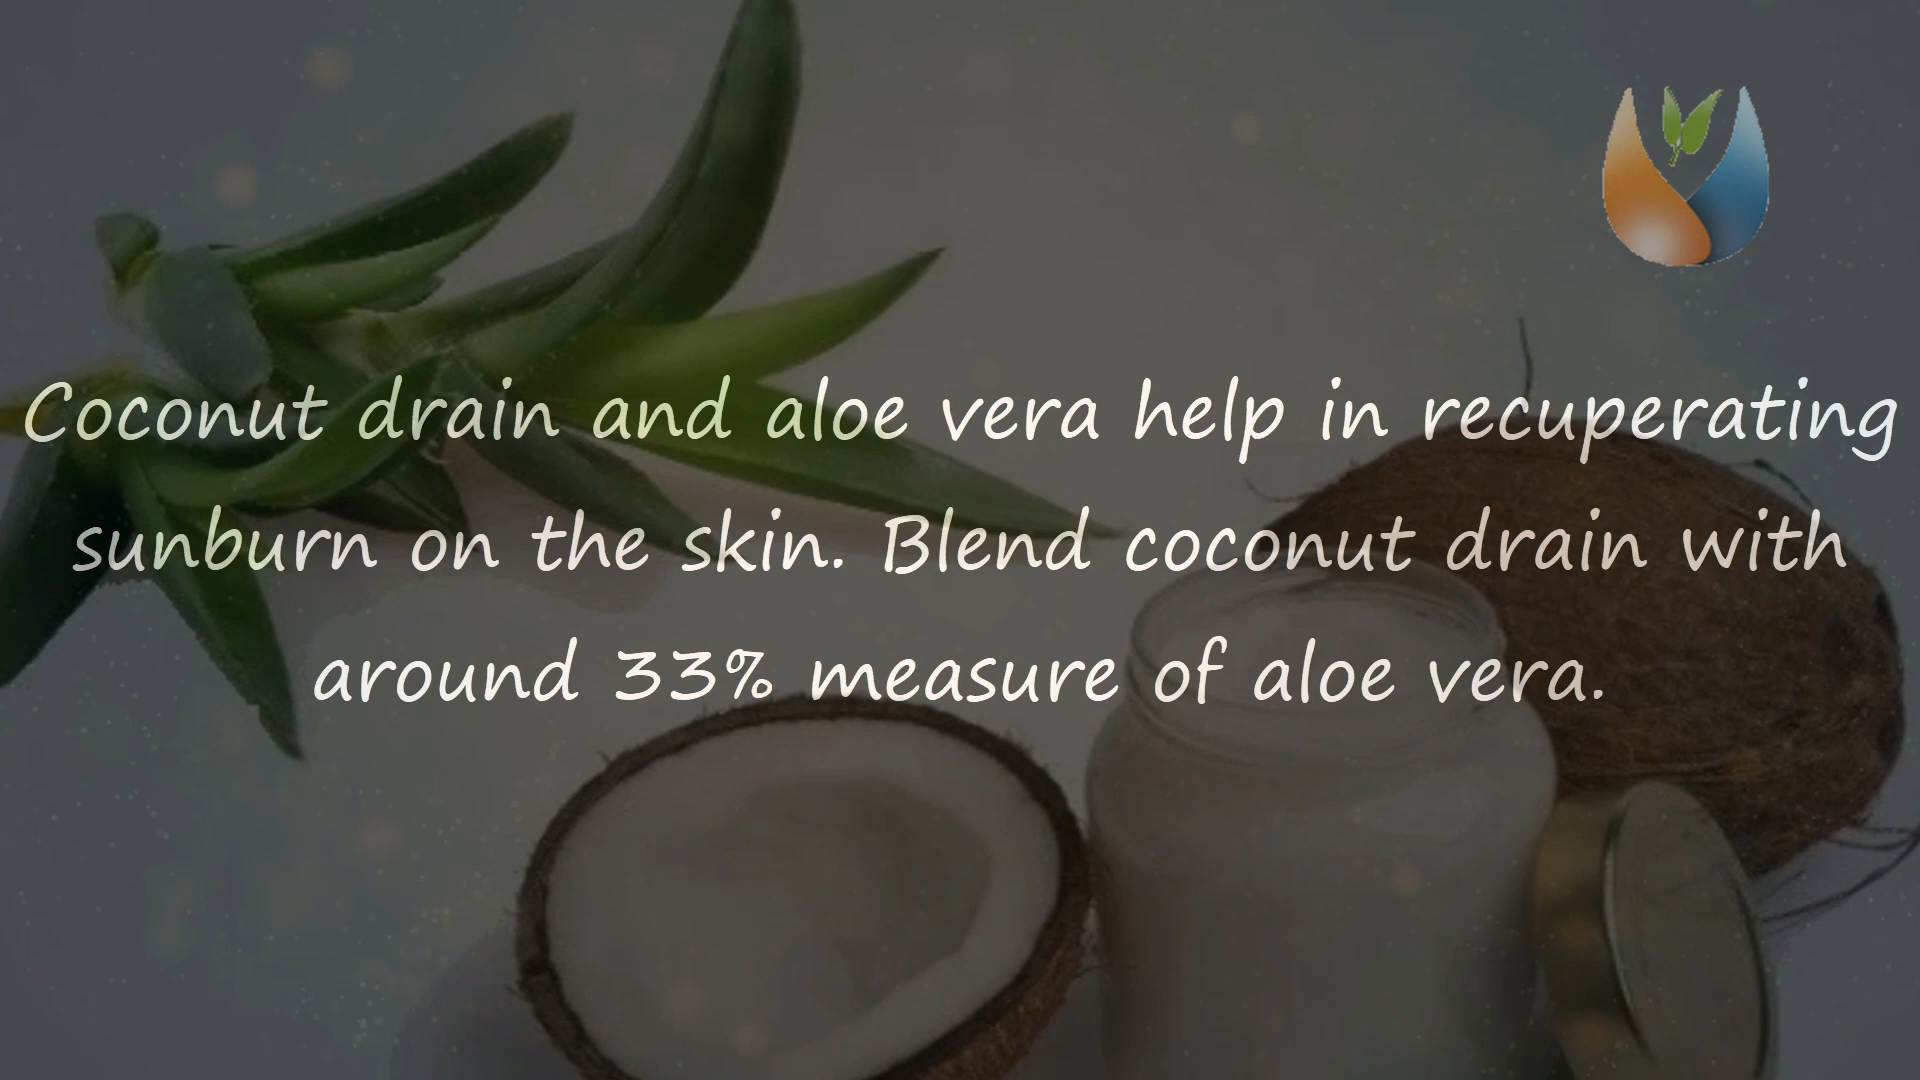 Coconut drain and aloe vera help in recuperating
sunburn on the skin. Blend coconut drain with
around 33% measure of aloe vera.